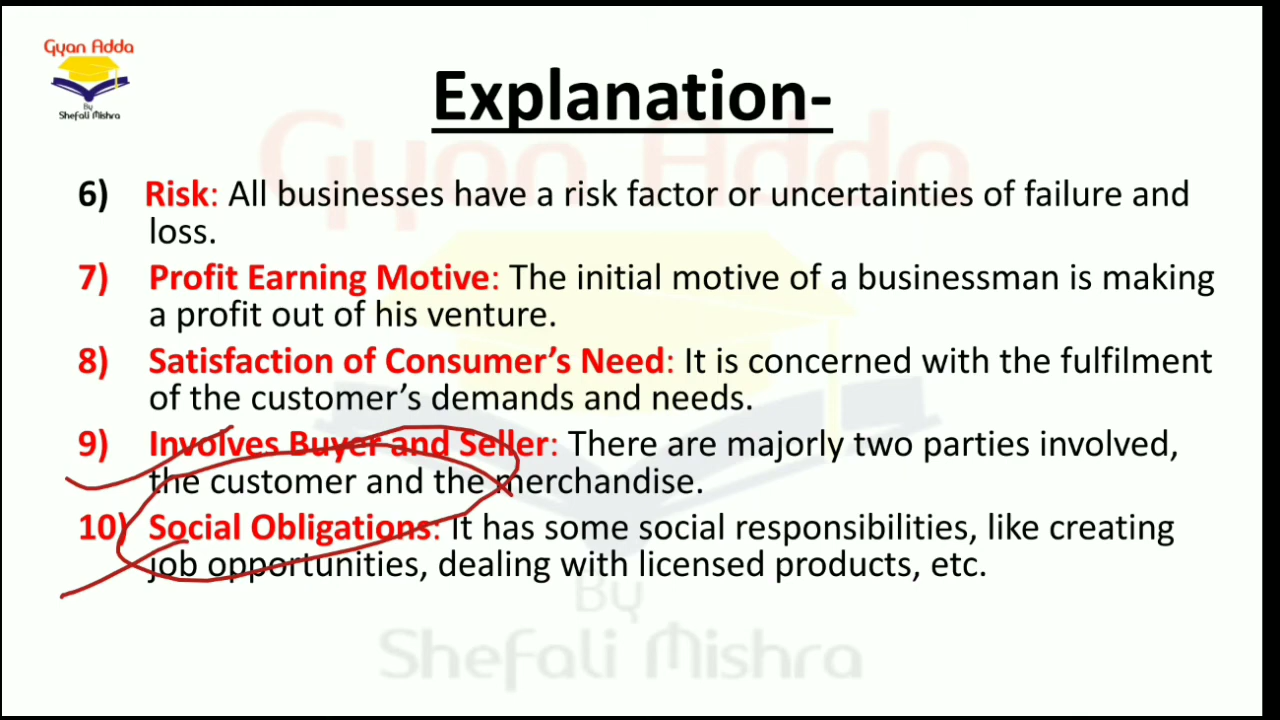 Gyan Adda
By
Shefali Mishra
Explanation-
6) Risk: All businesses have a risk factor or uncertainties of failure and
loss.
7) Profit Earning Motive: The initial motive of a businessman is making
a profit out of his venture.
8) Satisfaction of Consumer’s Need: It is concerned with the fulfilment
of the customer’s demands and needs.
9) Involves Buyer and Seller: There are majorly two parties involved,
the customer and the merchandise.
10) Social Obligations: It has some social responsibilities, like creating
job opportunities, dealing with licensed products, etc.
Gyan Adda
By
Shefali Mishra